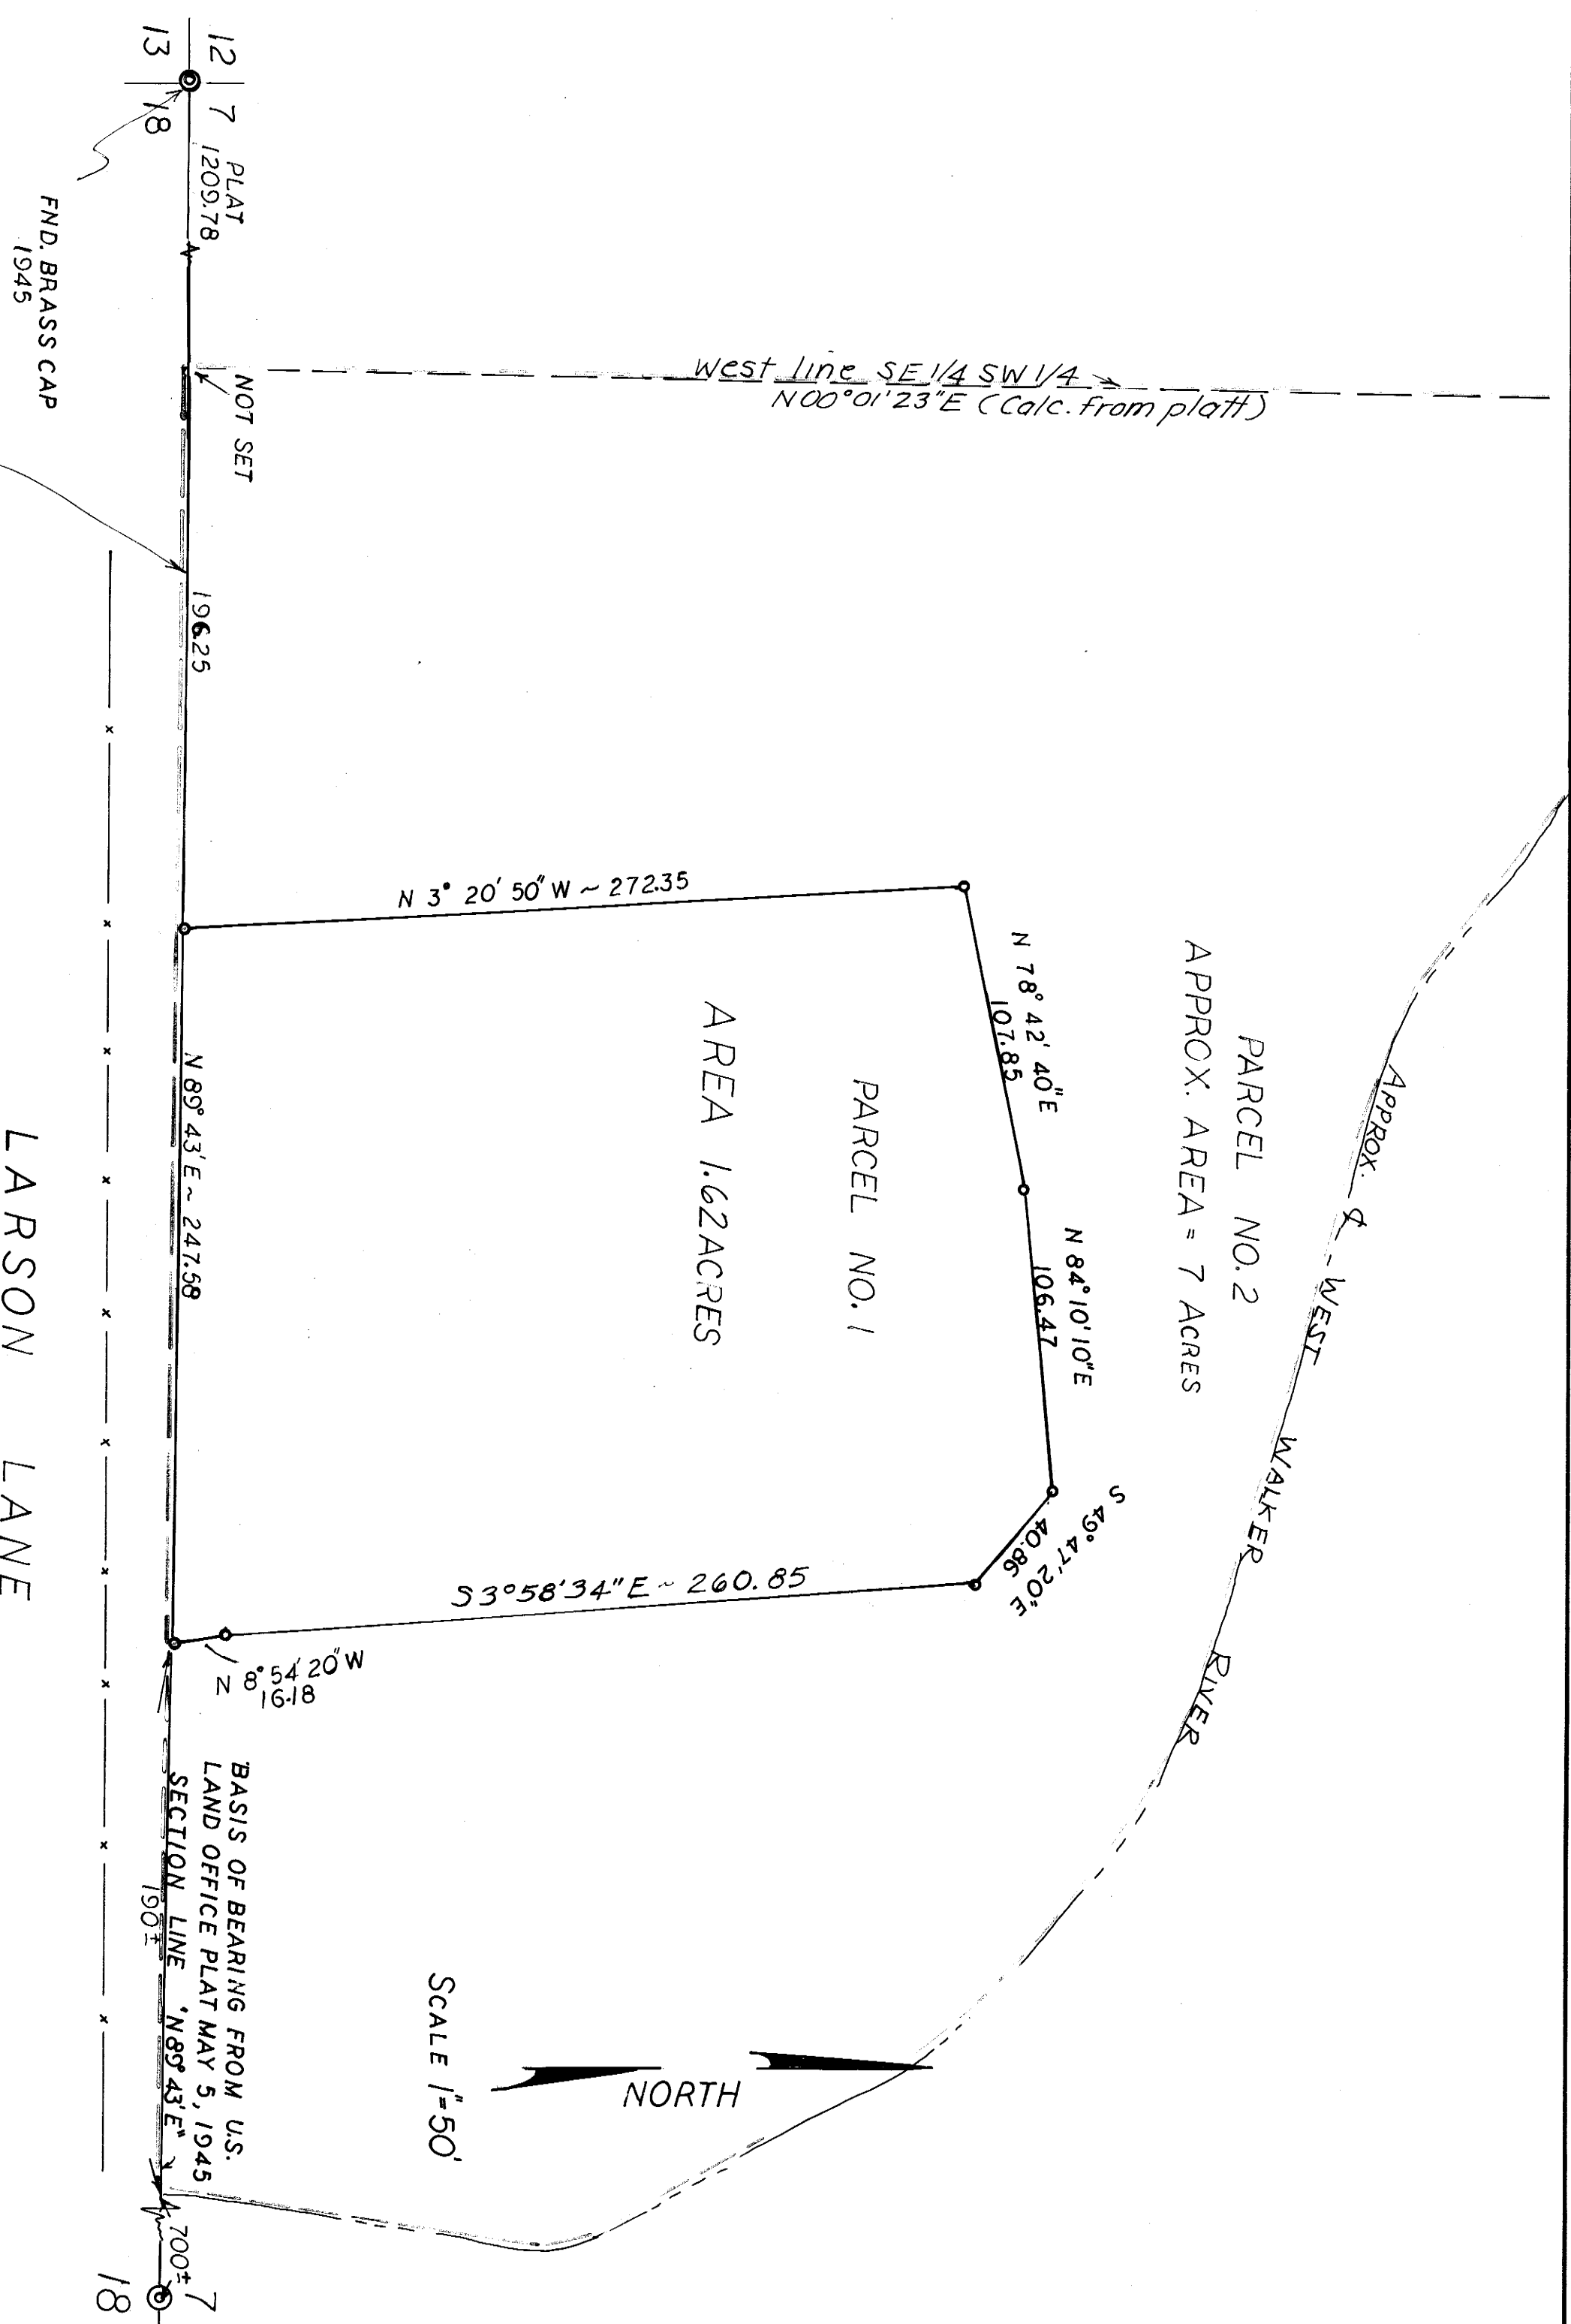 12
7
13
18
PLAT
1209.78
FND. BRASS CAP
1945
NOT SET
West line SE 1/4 SW 1/4
N00°01'23"E (Calc. from platt)
196.25
N 3° 20' 50" W ~ 272.35
N 78° 42' 40" E
107.85
N 84° 10' 10" E
106.47
S 49° 47' 20" E
40.86
S 3° 58' 34" E ~ 260.85
N 8° 54' 20" W
16.18
N 89° 43' E ~ 247.58
PARCEL NO. 1
AREA 1.62 ACRES
PARCEL NO. 2
APPROX. AREA = 7 ACRES
APPROX. ℄ - WEST WALKER RIVER
LARSON LANE
BASIS OF BEARING FROM U.S.
LAND OFFICE PLAT MAY 5, 1945
SECTION LINE "N89° 43' E"
190±
SCALE 1"=50'
NORTH
700±
7
18